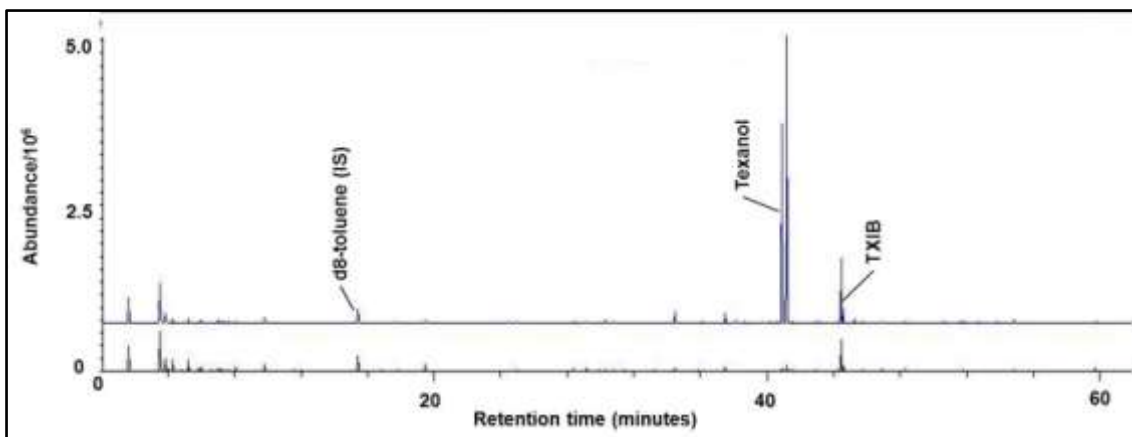 5.0
2.5
0
Abundance/10⁶
d8-toluene (IS)
Texanol
TXIB
0
20
40
60
Retention time (minutes)